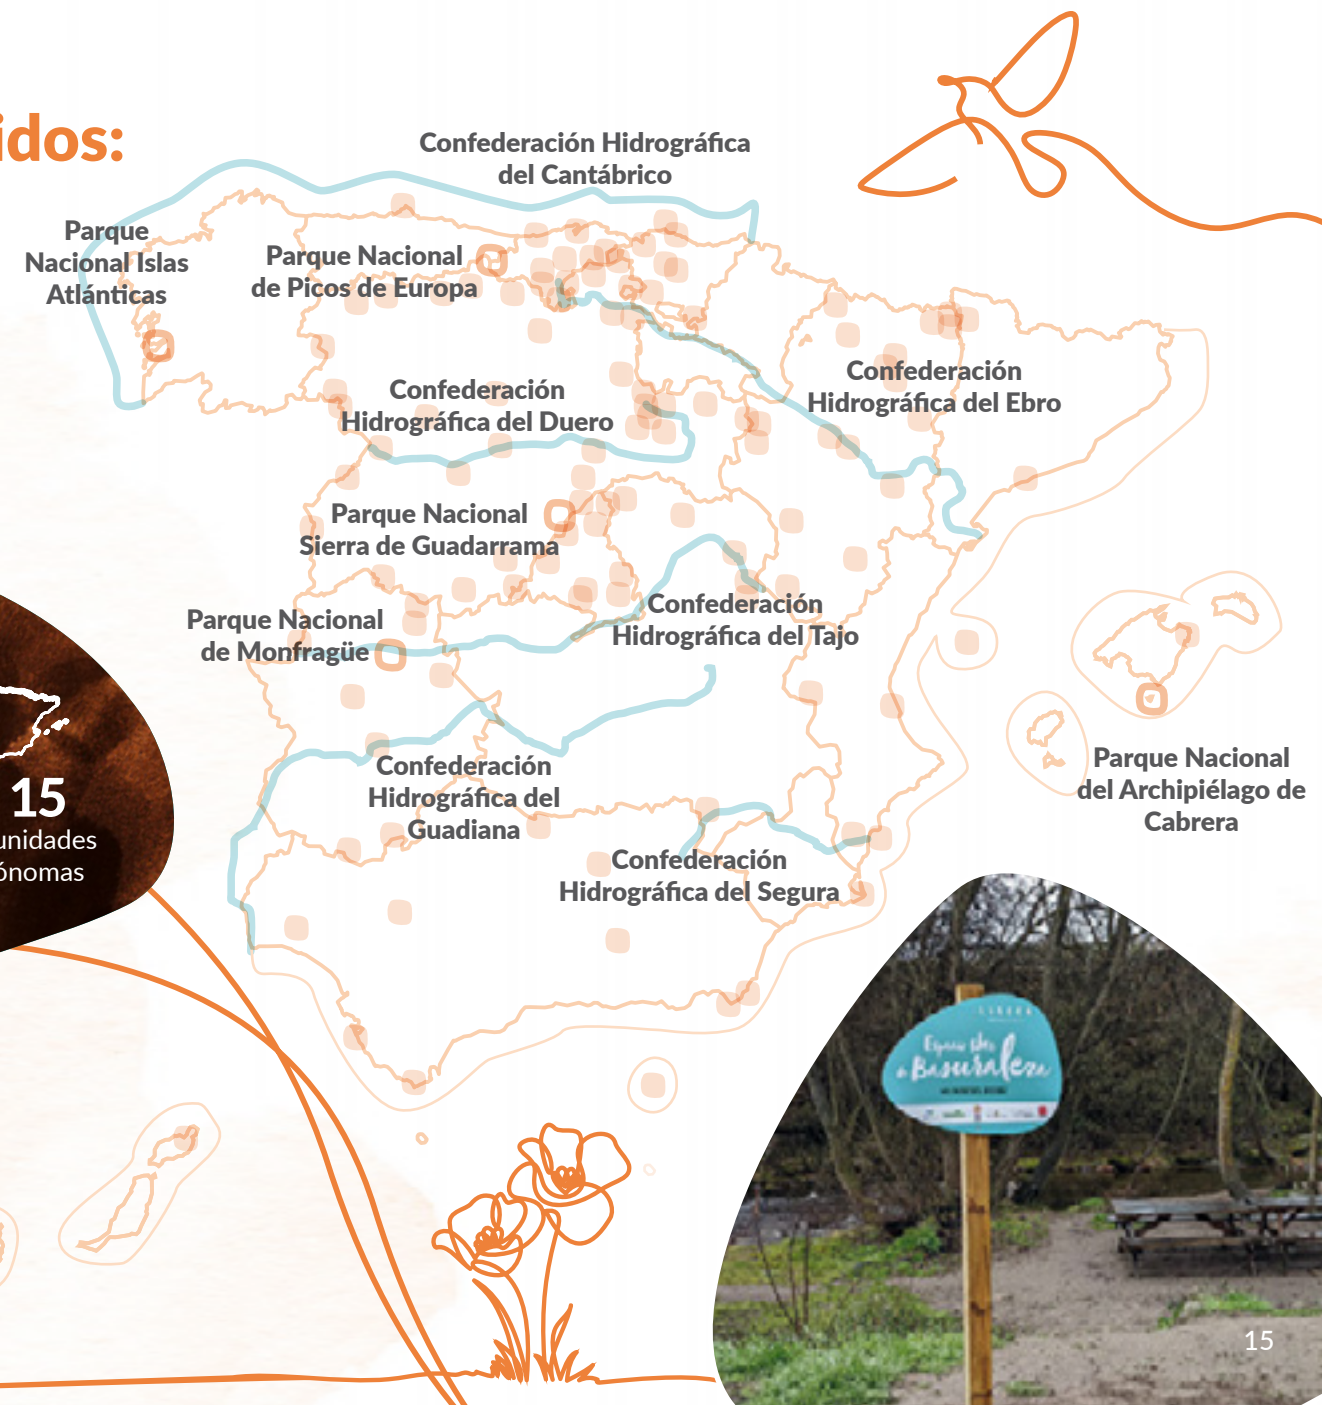 idos:
Confederación Hidrográfica
del Cantábrico
Parque
Nacional Islas
Atlánticas
Parque Nacional
de Picos de Europa
Confederación
Hidrográfica del Duero
Confederación
Hidrográfica del Ebro
Parque Nacional
Sierra de Guadarrama
Parque Nacional
de Monfragüe
Confederación
Hidrográfica del Tajo
Confederación
Hidrográfica del
Guadiana
Parque Nacional
del Archipiélago de
Cabrera
Confederación
Hidrográfica del Segura
15
unidades
ónomas
LIBERA
Basuraleza
15